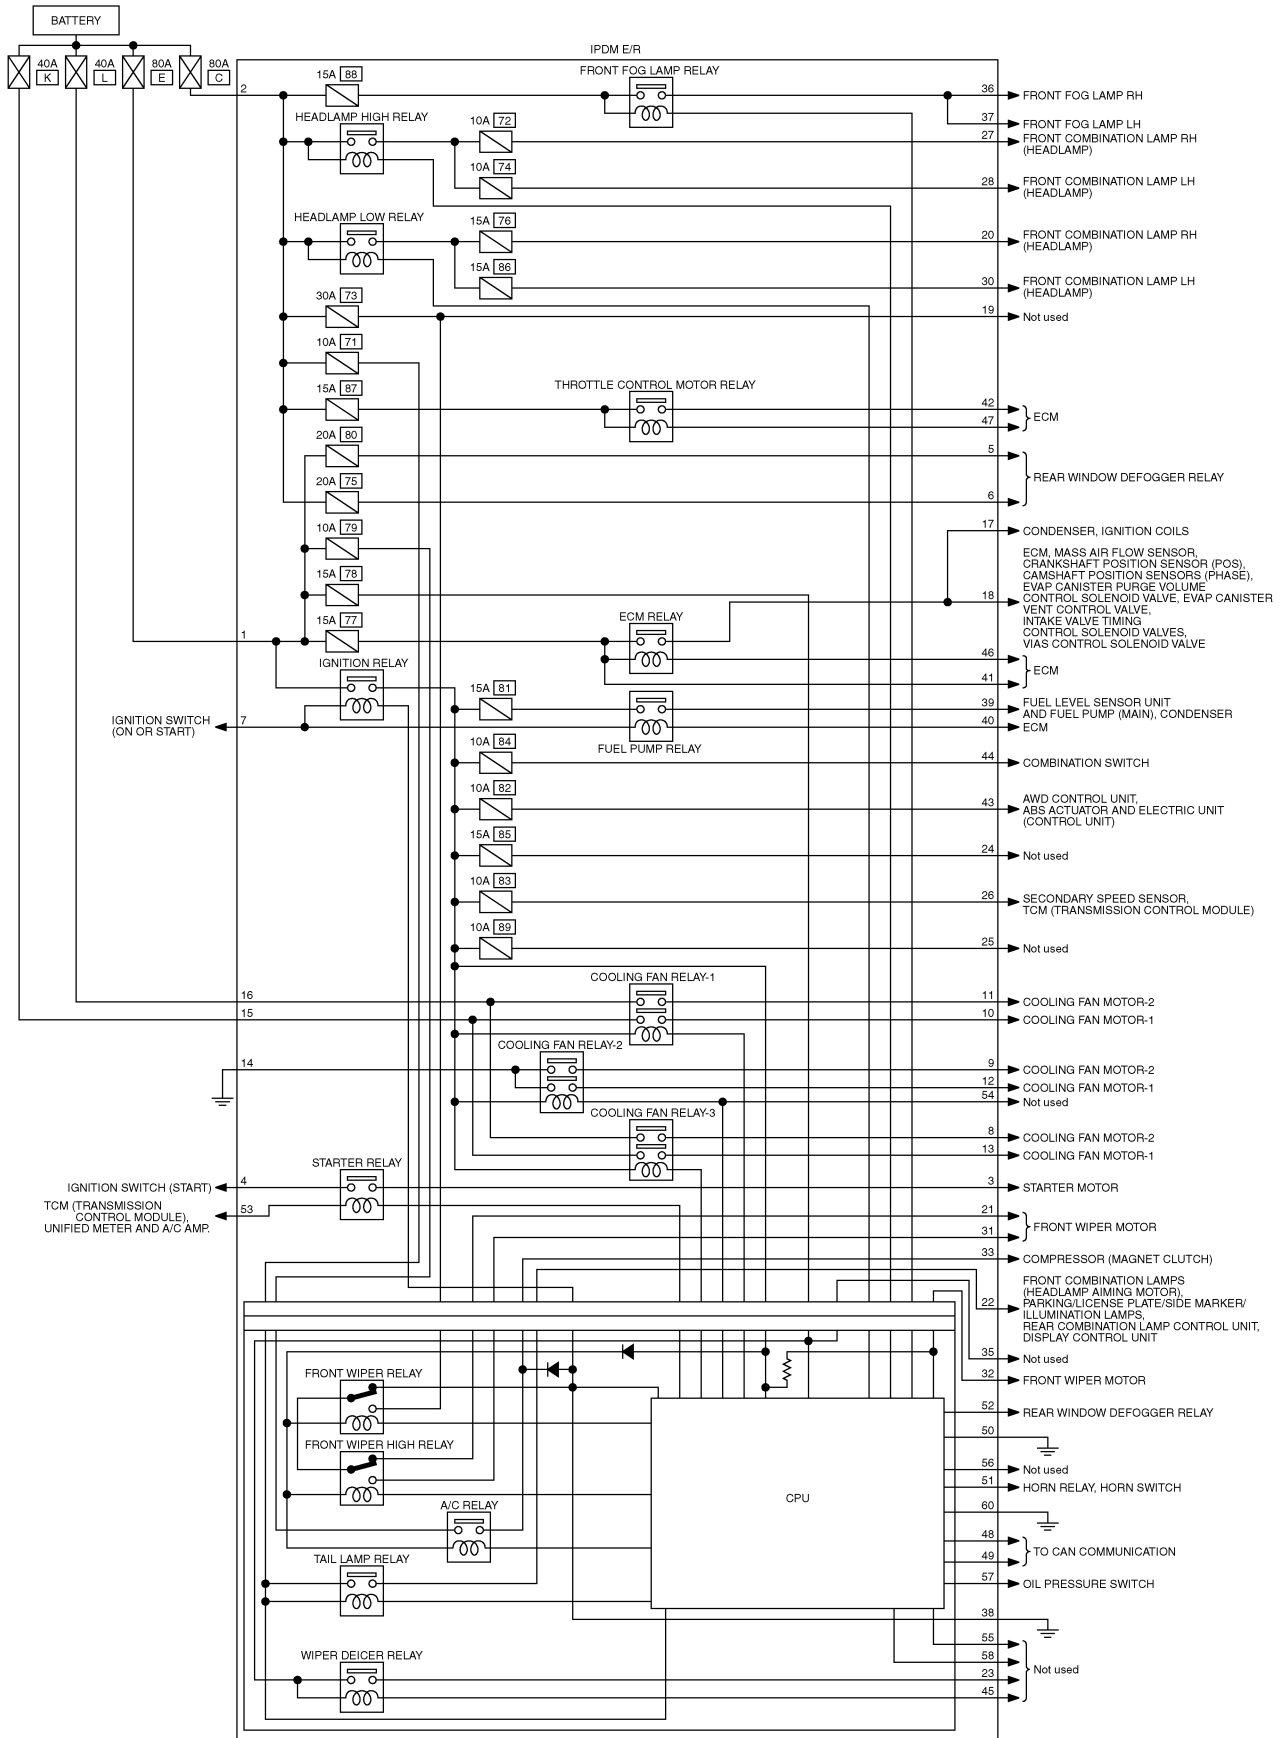 BATTERY
40A
K
40A
L
80A
E
80A
C
IPDM E/R
2
15A 88
FRONT FOG LAMP RELAY
36
FRONT FOG LAMP RH
37
FRONT FOG LAMP LH
HEADLAMP HIGH RELAY
10A 72
27
FRONT COMBINATION LAMP RH
(HEADLAMP)
10A 74
28
FRONT COMBINATION LAMP LH
(HEADLAMP)
HEADLAMP LOW RELAY
15A 76
20
FRONT COMBINATION LAMP RH
(HEADLAMP)
15A 86
30
FRONT COMBINATION LAMP LH
(HEADLAMP)
30A 73
19
Not used
10A 71
15A 87
THROTTLE CONTROL MOTOR RELAY
42
47
ECM
20A 80
5
20A 75
6
REAR WINDOW DEFOGGER RELAY
10A 79
17
CONDENSER, IGNITION COILS
15A 78
18
ECM, MASS AIR FLOW SENSOR,
CRANKSHAFT POSITION SENSOR (POS),
CAMSHAFT POSITION SENSORS (PHASE),
EVAP CANISTER PURGE VOLUME
CONTROL SOLENOID VALVE, EVAP CANISTER
VENT CONTROL VALVE,
INTAKE VALVE TIMING
CONTROL SOLENOID VALVES,
VIAS CONTROL SOLENOID VALVE
1
15A 77
ECM RELAY
46
41
ECM
IGNITION RELAY
15A 81
39
FUEL LEVEL SENSOR UNIT
AND FUEL PUMP (MAIN), CONDENSER
IGNITION SWITCH
(ON OR START)
7
40
ECM
FUEL PUMP RELAY
10A 84
44
COMBINATION SWITCH
10A 82
43
AWD CONTROL UNIT,
ABS ACTUATOR AND ELECTRIC UNIT
(CONTROL UNIT)
15A 85
24
Not used
10A 83
26
SECONDARY SPEED SENSOR,
TCM (TRANSMISSION CONTROL MODULE)
10A 89
25
Not used
COOLING FAN RELAY-1
16
11
COOLING FAN MOTOR-2
15
10
COOLING FAN MOTOR-1
COOLING FAN RELAY-2
14
9
COOLING FAN MOTOR-2
12
COOLING FAN MOTOR-1
54
Not used
COOLING FAN RELAY-3
8
COOLING FAN MOTOR-2
13
COOLING FAN MOTOR-1
STARTER RELAY
IGNITION SWITCH (START)
4
3
STARTER MOTOR
TCM (TRANSMISSION
CONTROL MODULE),
UNIFIED METER AND A/C AMP.
53
21
31
FRONT WIPER MOTOR
33
COMPRESSOR (MAGNET CLUTCH)
22
FRONT COMBINATION LAMPS
(HEADLAMP AIMING MOTOR),
PARKING/LICENSE PLATE/SIDE MARKER/
ILLUMINATION LAMPS,
REAR COMBINATION LAMP CONTROL UNIT,
DISPLAY CONTROL UNIT
35
Not used
FRONT WIPER RELAY
32
FRONT WIPER MOTOR
52
REAR WINDOW DEFOGGER RELAY
50
FRONT WIPER HIGH RELAY
56
Not used
51
HORN RELAY, HORN SWITCH
CPU
A/C RELAY
60
48
49
TO CAN COMMUNICATION
TAIL LAMP RELAY
57
OIL PRESSURE SWITCH
38
55
WIPER DEICER RELAY
58
23
45
Not used